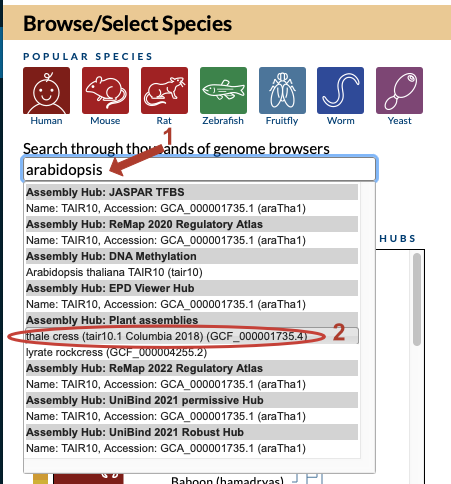 Browse/Select Species
POPULAR SPECIES
Human Mouse Rat Zebrafish Fruitfly Worm Yeast
1
Search through thousands of genome browsers
arabidopsis
Assembly Hub: JASPAR TFBS
Name: TAIR10, Accession: GCA_000001735.1 (araTha1)
Assembly Hub: ReMap 2020 Regulatory Atlas
Name: TAIR10, Accession: GCA_000001735.1 (araTha1)
HUBS
Assembly Hub: DNA Methylation
Arabidopsis thaliana TAIR10 (tair10)
Assembly Hub: EPD Viewer Hub
Name: TAIR10, Accession: GCA_000001735.1 (araTha1)
Assembly Hub: Plant assemblies
thale cress (tair10.1 Columbia 2018) (GCF_000001735.4) 2
lyrate rockcress (GCF_000004255.2)
Assembly Hub: ReMap 2022 Regulatory Atlas
Name: TAIR10, Accession: GCA_000001735.1 (araTha1)
Assembly Hub: UniBind 2021 permissive Hub
Name: TAIR10, Accession: GCA_000001735.1 (araTha1)
Assembly Hub: UniBind 2021 Robust Hub
Name: TAIR10, Accession: GCA_000001735.1 (araTha1)
Baboon (hamadryas)